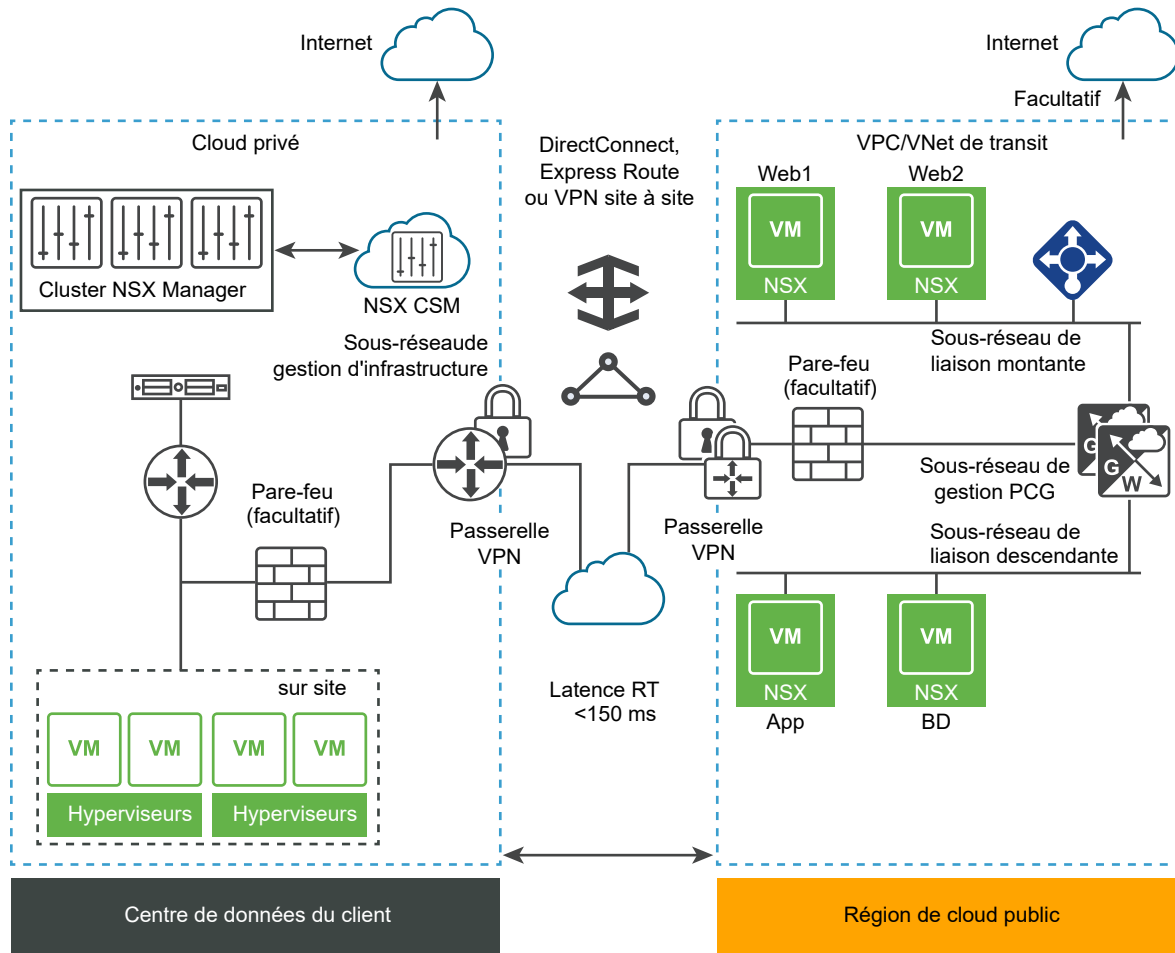 Internet
Internet
Facultatif
Cloud privé
DirectConnect,
Express Route
ou VPN site à site
VPC/VNet de transit
Cluster NSX Manager
NSX CSM
Sous-réseaude
gestion d'infrastructure
Web1
VM
NSX
Web2
VM
NSX
Sous-réseau de
liaison montante
Pare-feu
(facultatif)
Pare-feu
(facultatif)
Passerelle
VPN
Passerelle
VPN
G
G
W
Sous-réseau de
gestion PCG
Sous-réseau de
liaison descendante
VM
NSX
App
VM
NSX
BD
Latence RT
<150 ms
sur site
VM
VM
VM
VM
Hyperviseurs
Hyperviseurs
Centre de données du client
Région de cloud public